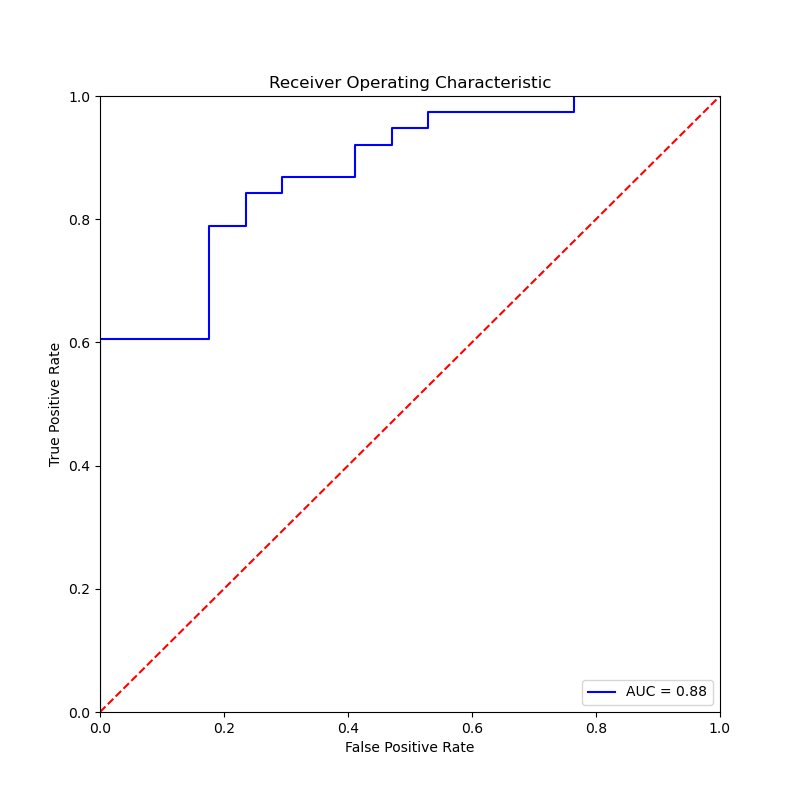 Receiver Operating Characteristic
1.0
0.8
0.6
0.4
0.2
0.0
True Positive Rate
AUC = 0.88
0.0 0.2 0.4 0.6 0.8 1.0
False Positive Rate